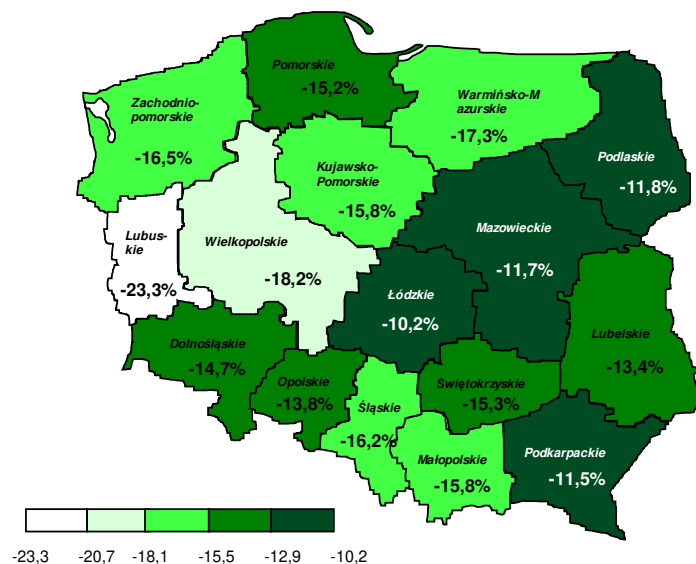 Pomorskie
-15,2%
Zachodnio-
pomorskie
-16,5%
Warmińsko-M
azurskie
-17,3%
Podlaskie
-11,8%
Kujawsko-
Pomorskie
-15,8%
Lubus-
kie
-23,3%
Wielkopolskie
-18,2%
Mazowieckie
-11,7%
Łódzkie
-10,2%
Lubelskie
-13,4%
Dolnośląskie
-14,7%
Opolskie
-13,8%
Śląskie
-16,2%
Świętokrzyskie
-15,3%
Małopolskie
-15,8%
Podkarpackie
-11,5%
-23,3 -20,7 -18,1 -15,5 -12,9 -10,2